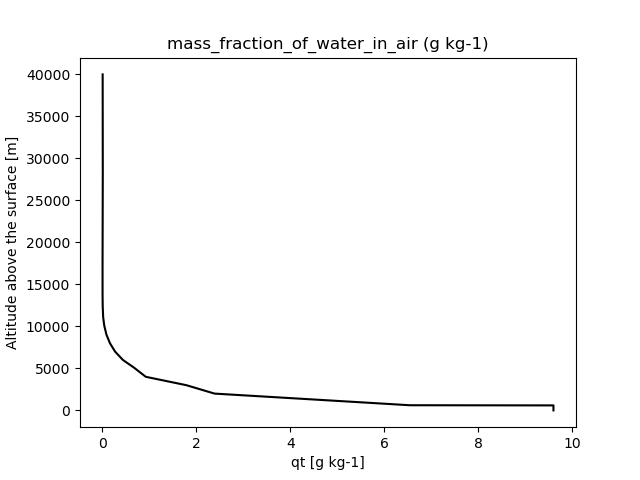 mass_fraction_of_water_in_air (g kg-1)
40000
35000
30000
25000
20000
15000
10000
5000
0
Altitude above the surface [m]
0 2 4 6 8 10
qt [g kg-1]